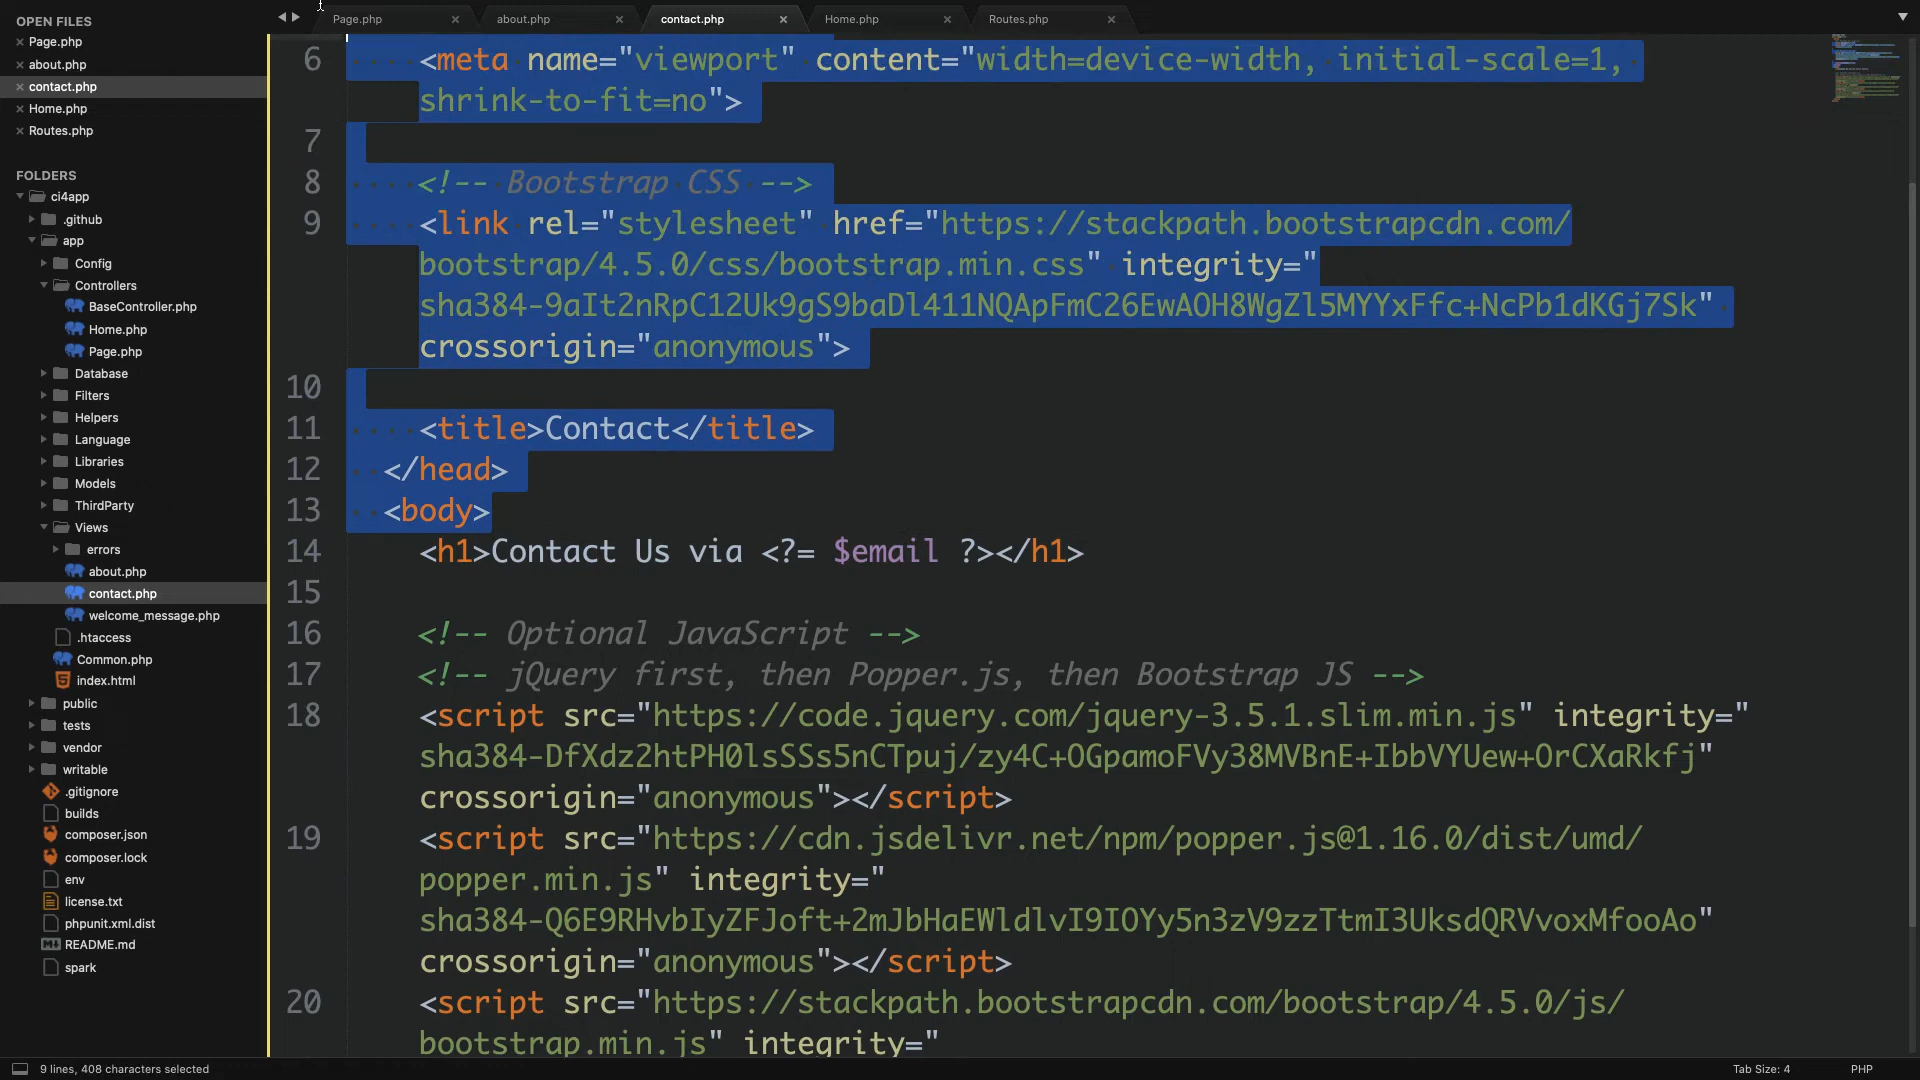 OPEN FILES
Page.php
about.php
contact.php
Home.php
Routes.php
FOLDERS
ci4app
.github
app
Config
Controllers
BaseController.php
Home.php
Page.php
Database
Filters
Helpers
Language
Libraries
Models
ThirdParty
Views
errors
about.php
contact.php
welcome_message.php
.htaccess
Common.php
index.html
public
tests
vendor
writable
.gitignore
builds
composer.json
composer.lock
env
license.txt
phpunit.xml.dist
README.md
spark
Page.php about.php contact.php Home.php Routes.php
6 <meta name="viewport" content="width=device-width, initial-scale=1,
shrink-to-fit=no">
7
8 <!-- Bootstrap CSS -->
9 <link rel="stylesheet" href="https://stackpath.bootstrapcdn.com/
bootstrap/4.5.0/css/bootstrap.min.css" integrity="
sha384-9aIt2nRpC12Uk9gS9baDl411NQApFmC26EwAOH8WgZl5MYYxFfc+NcPb1dKGj7Sk"
crossorigin="anonymous">
10
11 <title>Contact</title>
12 </head>
13 <body>
14 <h1>Contact Us via <?= $email ?></h1>
15
16 <!-- Optional JavaScript -->
17 <!-- jQuery first, then Popper.js, then Bootstrap JS -->
18 <script src="https://code.jquery.com/jquery-3.5.1.slim.min.js" integrity="
sha384-DfXdz2htPH0lsSSs5nCTpuj/zy4C+OGpamoFVy38MVBnE+IbbVYUew+OrCXaRkfj"
crossorigin="anonymous"></script>
19 <script src="https://cdn.jsdelivr.net/npm/popper.js@1.16.0/dist/umd/
popper.min.js" integrity="
sha384-Q6E9RHvbIyZFJoft+2mJbHaEWldlvI9IOYy5n3zV9zzTtmI3UksdQRVvoxMfooAo"
crossorigin="anonymous"></script>
20 <script src="https://stackpath.bootstrapcdn.com/bootstrap/4.5.0/js/
bootstrap.min.js" integrity="
9 lines, 408 characters selected
Tab Size: 4
PHP